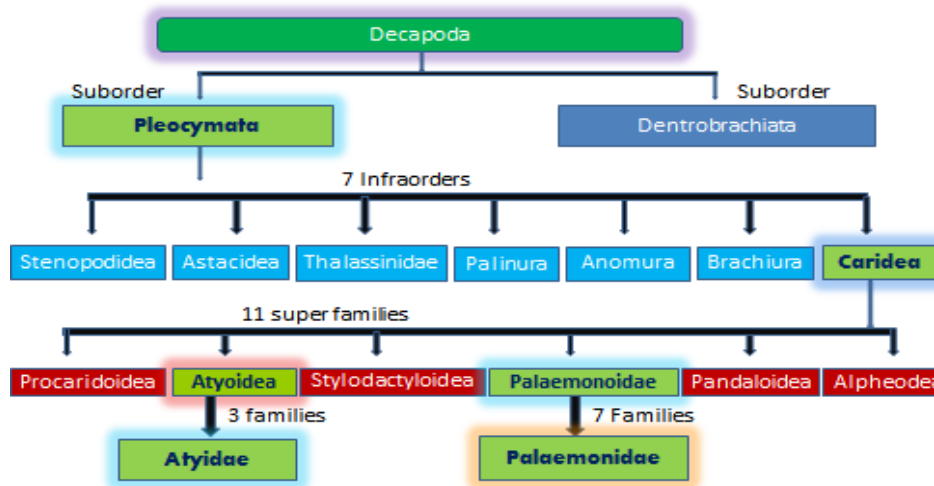 Decapoda
Suborder
Suborder
Pleocymata
Dentrobrachiata
7 Infraorders
Stenopodidea
Astacidea
Thalassinidae
Palinura
Anomura
Brachiura
Caridea
11 super families
Procaridoidea
Atyoidea
Stylodactyloidea
Palaemonoidae
Pandaloidea
Alpheodea
3 families
7 Families
Atyidae
Palaemonidae